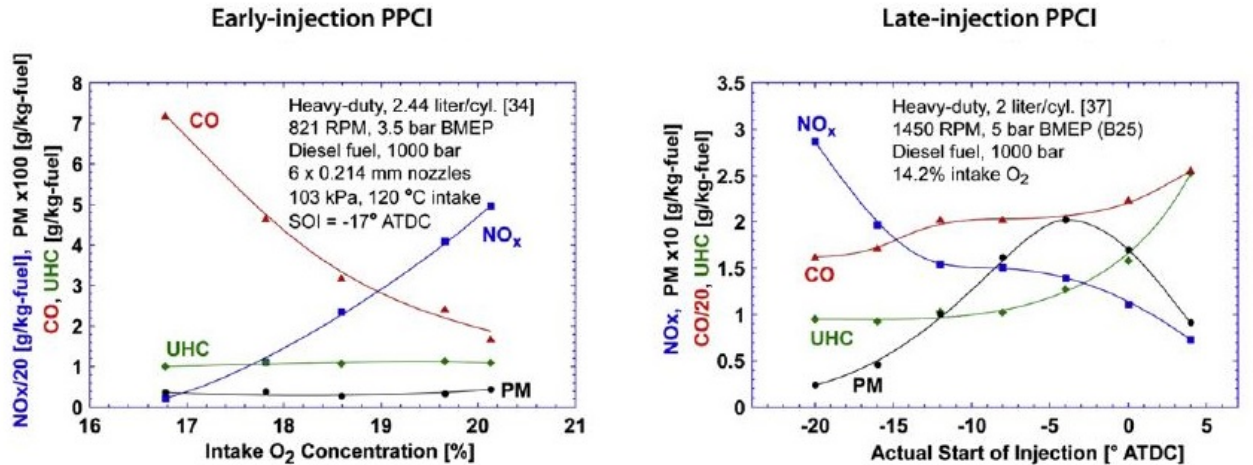 Early-injection PPCI
NOx/20 [g/kg-fuel], PM x100 [g/kg-fuel]
CO, UHC [g/kg-fuel]
8
7
6
5
4
3
2
1
0
Heavy-duty, 2.44 liter/cyl. [34]
821 RPM, 3.5 bar BMEP
Diesel fuel, 1000 bar
6 x 0.214 mm nozzles
103 kPa, 120 °C intake
SOI = -17° ATDC
CO
NOx
UHC
PM
16 17 18 19 20 21
Intake O2 Concentration [%]
Late-injection PPCI
NOx, PM x10 [g/kg-fuel]
CO/20, UHC [g/kg-fuel]
3.5
3
2.5
2
1.5
1
0.5
0
Heavy-duty, 2 liter/cyl. [37]
1450 RPM, 5 bar BMEP (B25)
Diesel fuel, 1000 bar
14.2% intake O2
NOx
CO
UHC
PM
-20 -15 -10 -5 0 5
Actual Start of Injection [° ATDC]